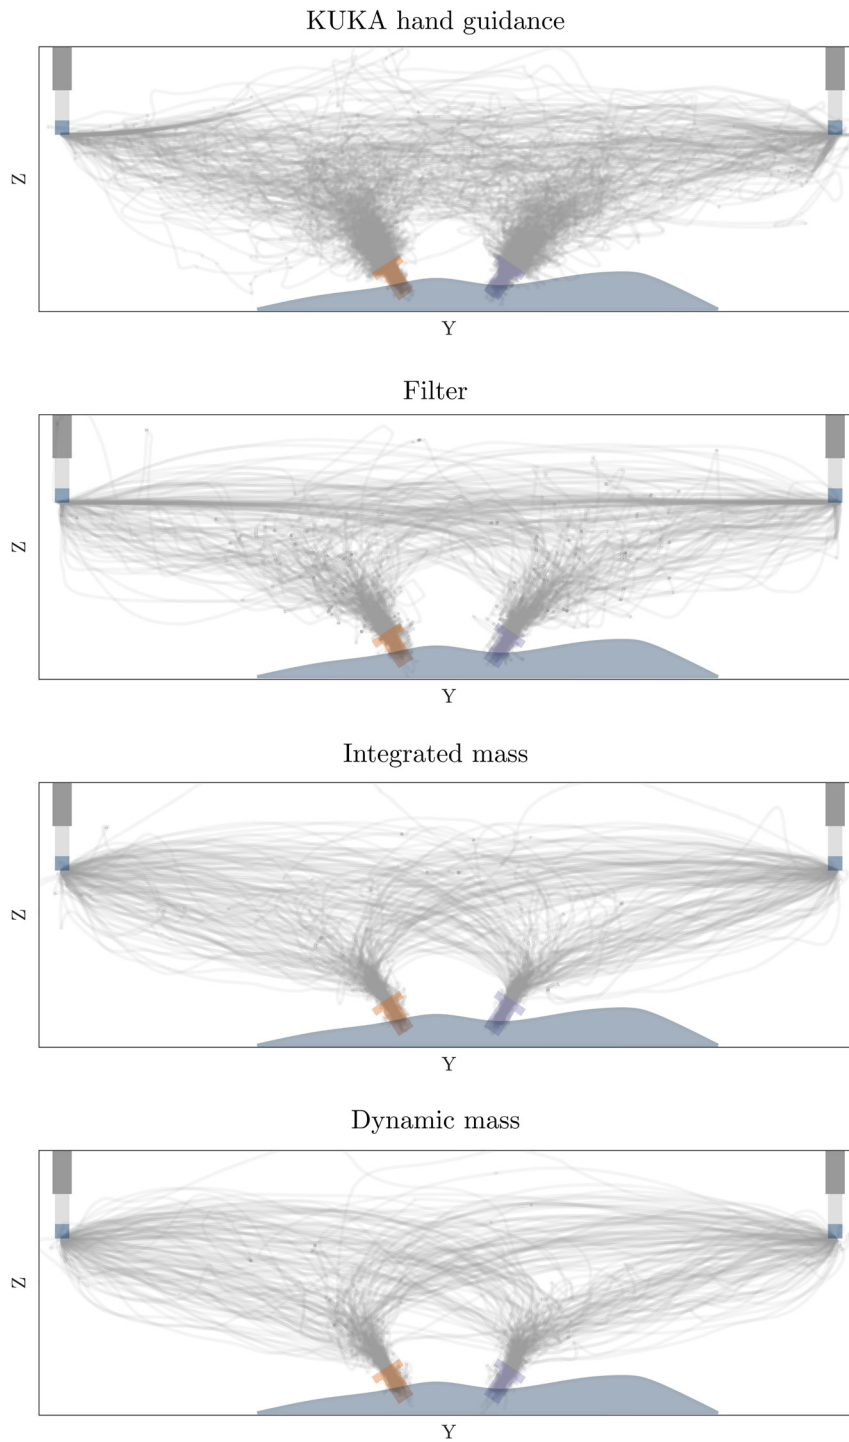 KUKA hand guidance
Z
Y
Filter
Z
Y
Integrated mass
Z
Y
Dynamic mass
Z
Y